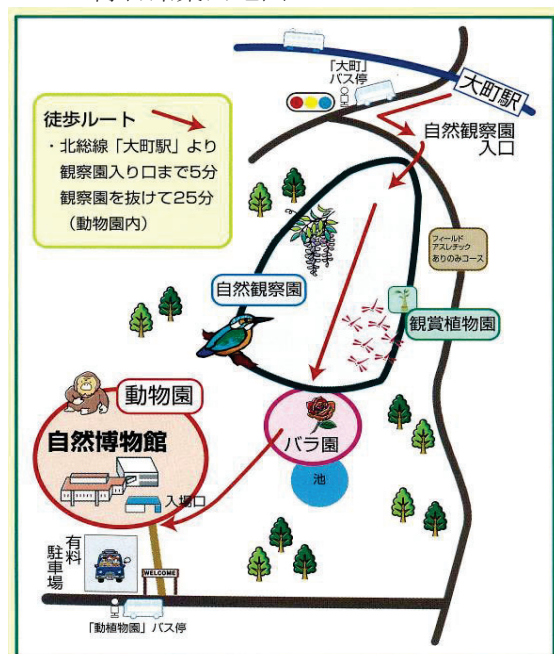 「大町」
バス停
大町駅
徒歩ルート
・北総線「大町駅」より
観察園入り口まで5分
観察園を抜けて25分
(動物園内)
自然観察園
入口
フィールド
アスレチック
ありのみコース
自然観察園
観賞植物園
動物園
自然博物館
バラ園
池
入場口
有料
駐車場
WELCOME
「動植物園」バス停